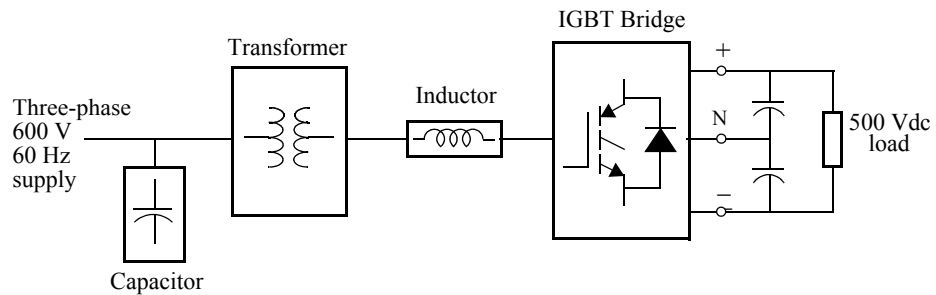 IGBT Bridge
Transformer
Inductor
Three-phase
600 V
60 Hz
supply
Capacitor
+
N
−
500 Vdc
load